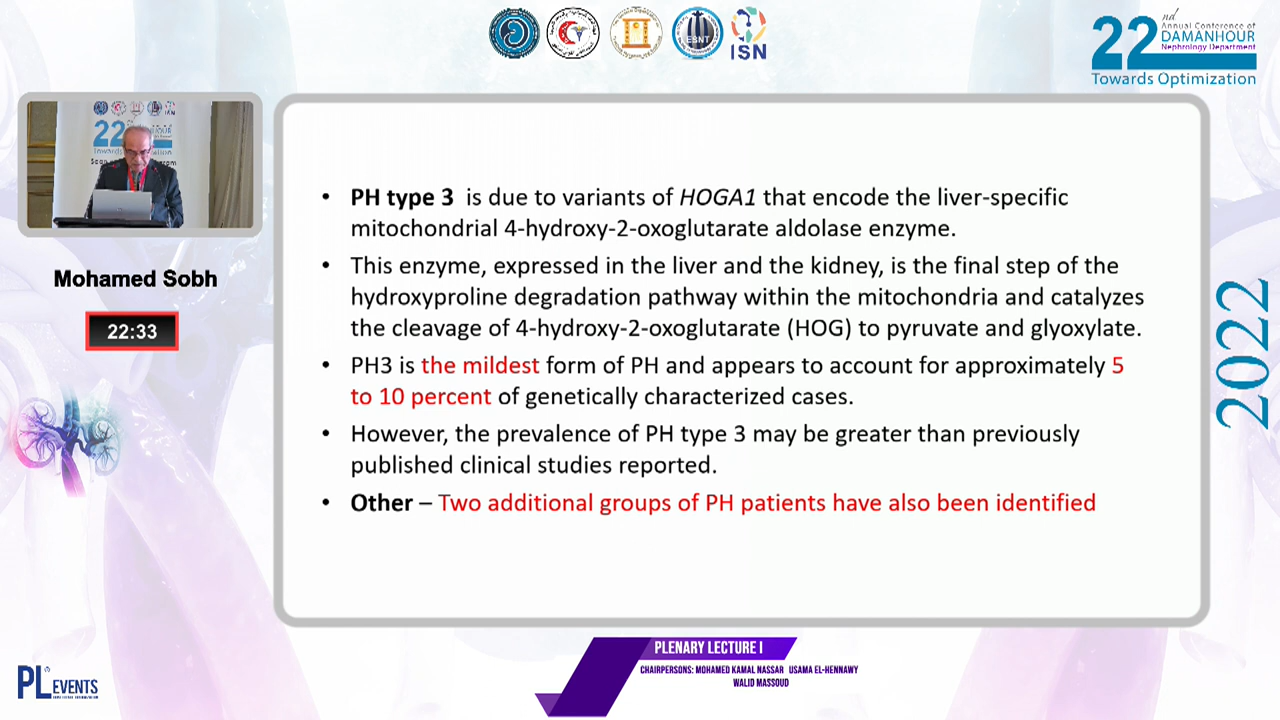 ESNT
ISN
22
nd
Annual Conference of
DAMANHOUR
Nephrology Department
Towards Optimization
22
Mohamed Sobh
22:33
• PH type 3 is due to variants of HOGA1 that encode the liver-specific
mitochondrial 4-hydroxy-2-oxoglutarate aldolase enzyme.
• This enzyme, expressed in the liver and the kidney, is the final step of the
hydroxyproline degradation pathway within the mitochondria and catalyzes
the cleavage of 4-hydroxy-2-oxoglutarate (HOG) to pyruvate and glyoxylate.
• PH3 is the mildest form of PH and appears to account for approximately 5
to 10 percent of genetically characterized cases.
• However, the prevalence of PH type 3 may be greater than previously
published clinical studies reported.
• Other – Two additional groups of PH patients have also been identified
2022
PLENARY LECTURE I
CHAIRPERSONS: MOHAMED KAMAL NASSAR USAMA EL-HENNAWY
WALID MASSOUD
PL EVENTS